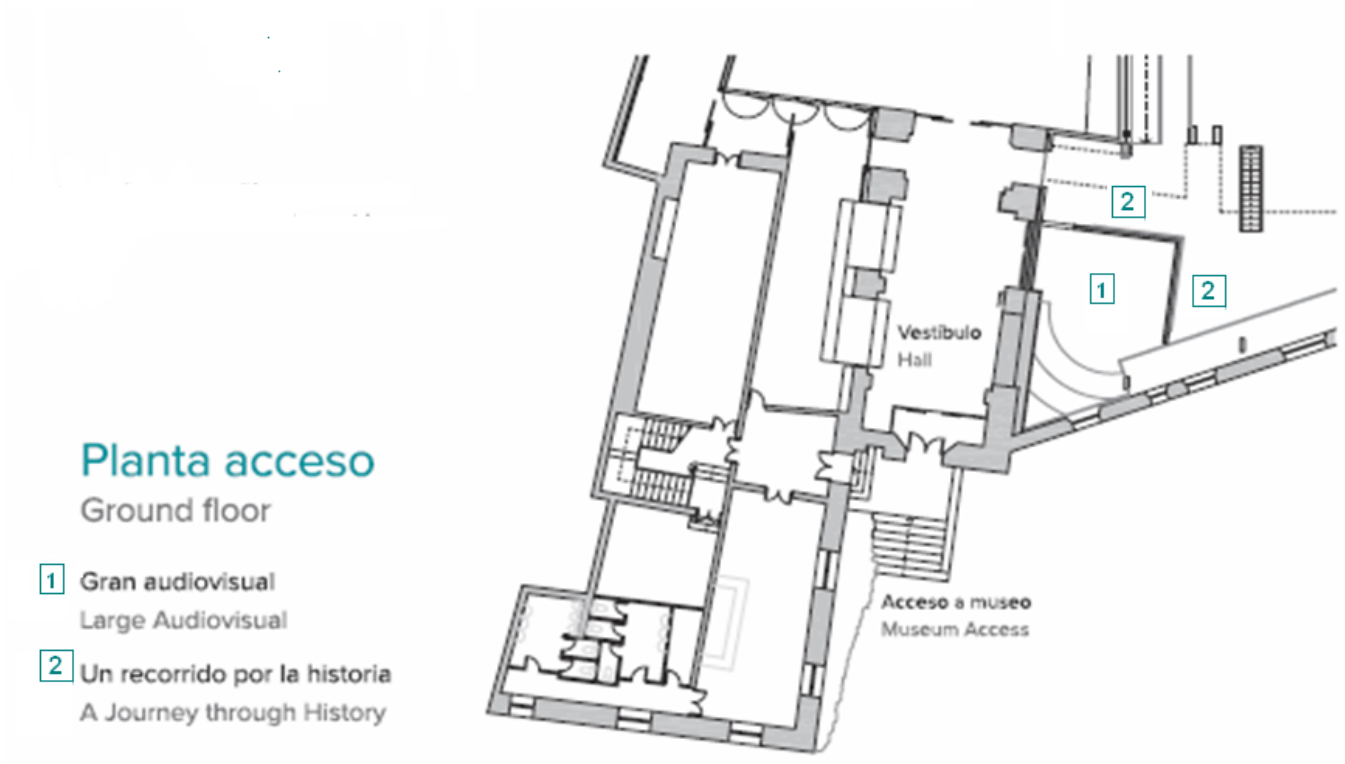 2
1
2
Vestíbulo
Hall
Planta acceso
Ground floor
1 Gran audiovisual
Large Audiovisual
2 Un recorrido por la historia
A Journey through History
Acceso a museo
Museum Access